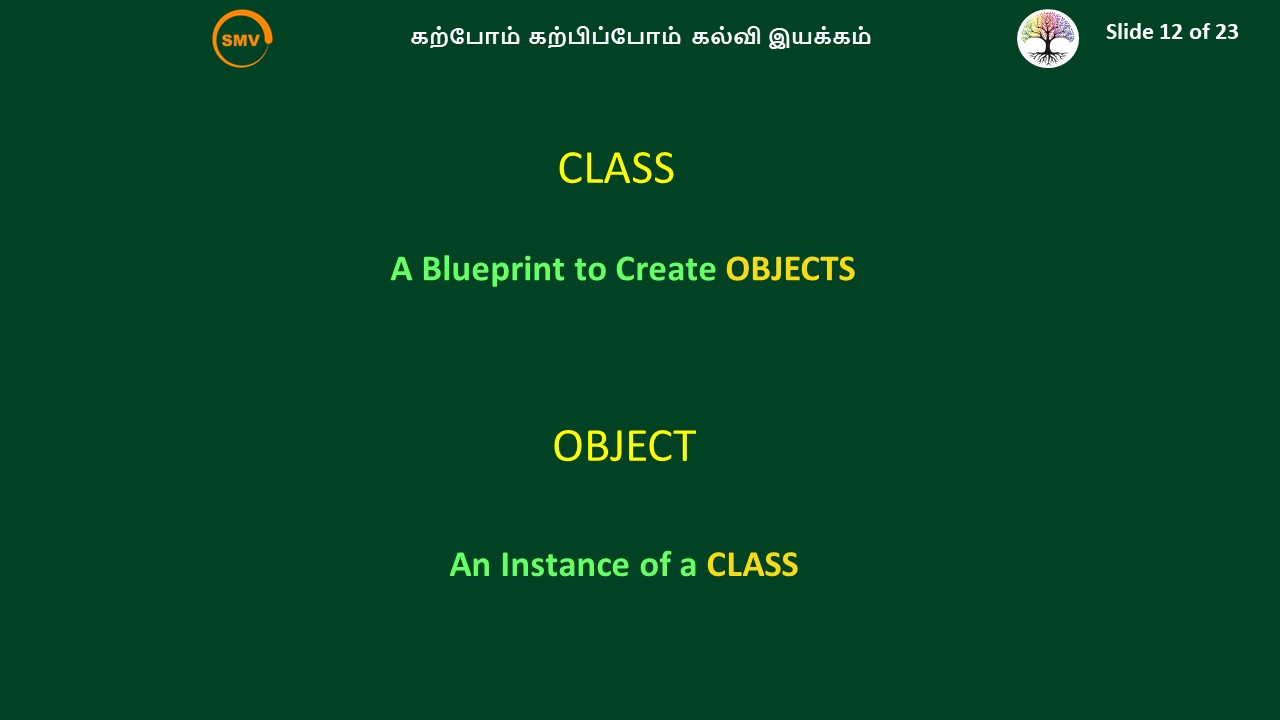 SMV
கற்போம் கற்பிப்போம் கல்வி இயக்கம்
Slide 12 of 23
CLASS
A Blueprint to Create OBJECTS
OBJECT
An Instance of a CLASS